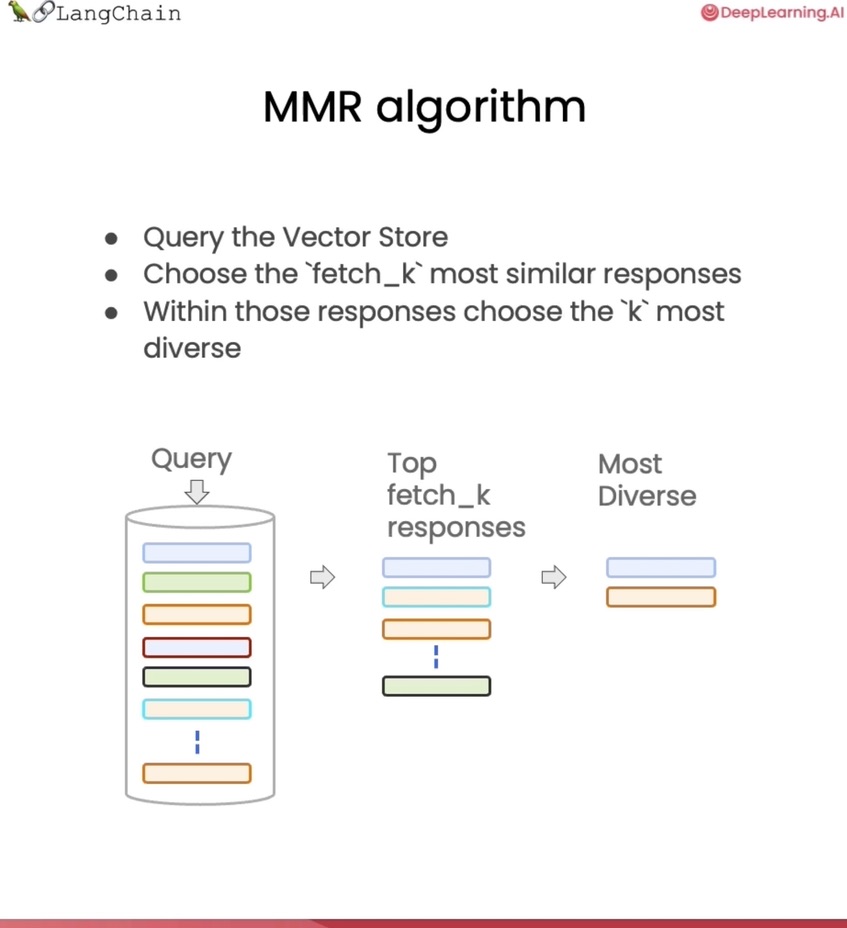 LangChain
DeepLearning.AI
MMR algorithm
● Query the Vector Store
● Choose the `fetch_k` most similar responses
● Within those responses choose the `k` most
diverse
Query
Top
fetch_k
responses
Most
Diverse